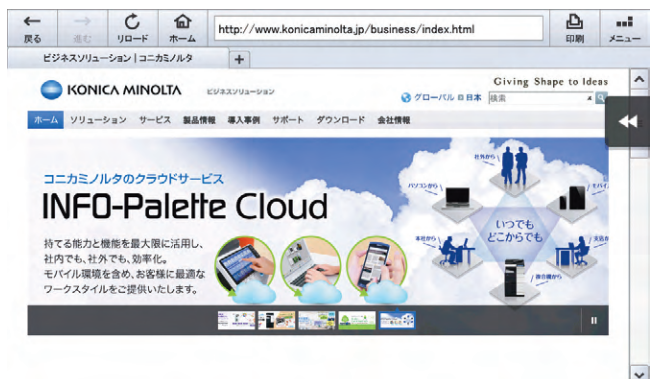 戻る 進む リロード ホーム http://www.konicaminolta.jp/business/index.html 印刷 メニュー
ビジネスソリューション | コニカミノルタ +
Giving Shape to Ideas
KONICA MINOLTA ビジネスソリューション
グローバル 日本 検索
ホーム ソリューション サービス 製品情報 導入事例 サポート ダウンロード 会社情報
社外から
パソコンから
モバイ
コニカミノルタのクラウドサービス
INFO-Palette Cloud
いつでも
どこからでも
本社から
支店か
持てる能力と機能を最大限に活用し、
社内でも、社外でも、効率化。
モバイル環境を含め、お客様に最適な
ワークスタイルをご提供いたします。
複合機から